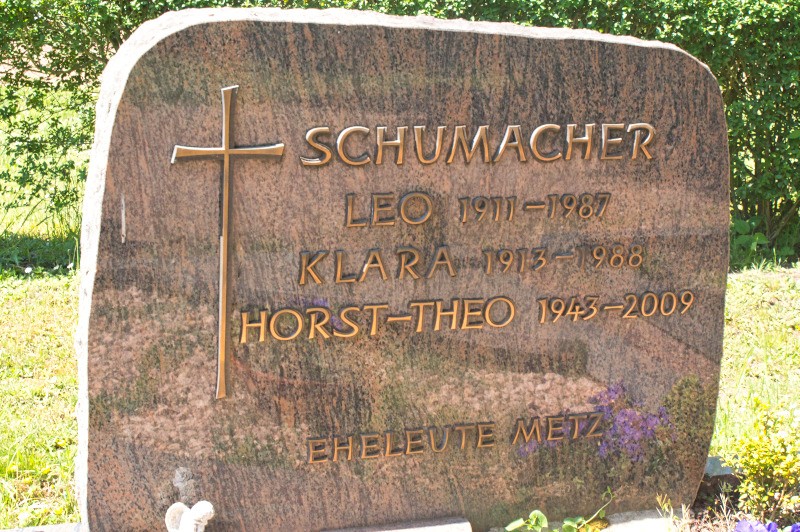 SCHUMACHER
LEO 1911-1987
KLARA 1913-1988
HORST-THEO 1943-2009
EHELEUTE METZ